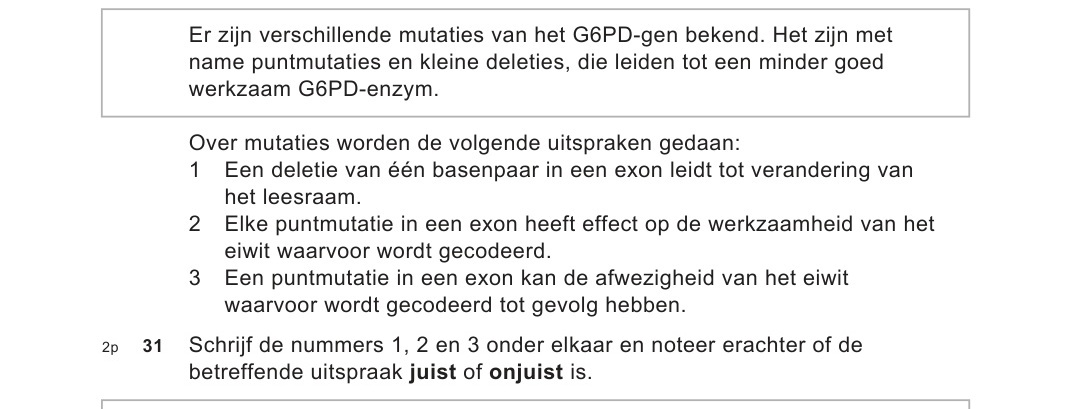 Er zijn verschillende mutaties van het G6PD-gen bekend. Het zijn met
name puntmutaties en kleine deleties, die leiden tot een minder goed
werkzaam G6PD-enzym.
Over mutaties worden de volgende uitspraken gedaan:
1 Een deletie van één basenpaar in een exon leidt tot verandering van
het leesraam.
2 Elke puntmutatie in een exon heeft effect op de werkzaamheid van het
eiwit waarvoor wordt gecodeerd.
3 Een puntmutatie in een exon kan de afwezigheid van het eiwit
waarvoor wordt gecodeerd tot gevolg hebben.
2p 31 Schrijf de nummers 1, 2 en 3 onder elkaar en noteer erachter of de
betreffende uitspraak juist of onjuist is.